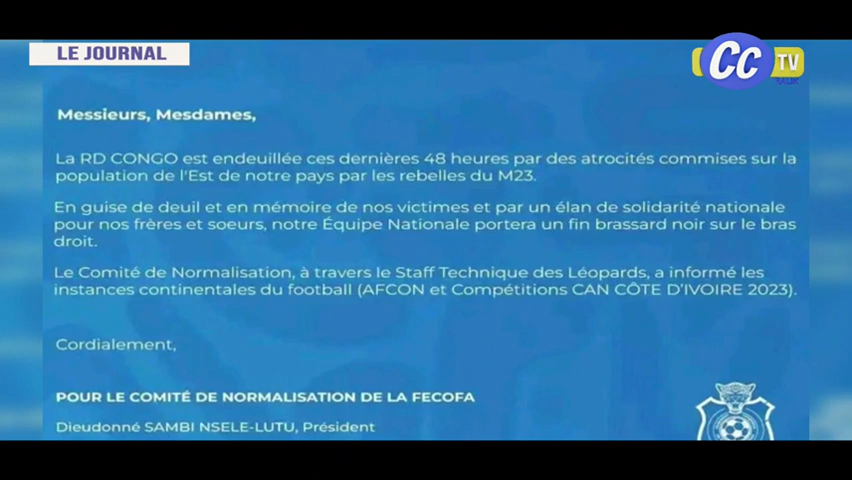 LE JOURNAL
CC TV
Messieurs, Mesdames,
La RD CONGO est endeuillée ces dernières 48 heures par des atrocités commises sur la
population de l'Est de notre pays par les rebelles du M23.
En guise de deuil et en mémoire de nos victimes et par un élan de solidarité nationale
pour nos frères et soeurs, notre Équipe Nationale portera un fin brassard noir sur le bras
droit.
Le Comité de Normalisation, à travers le Staff Technique des Léopards, a informé les
instances continentales du football (AFCON et Compétitions CAN CÔTE D'IVOIRE 2023).
Cordialement,
POUR LE COMITÉ DE NORMALISATION DE LA FECOFA
Dieudonné SAMBI NSELE-LUTU, Président